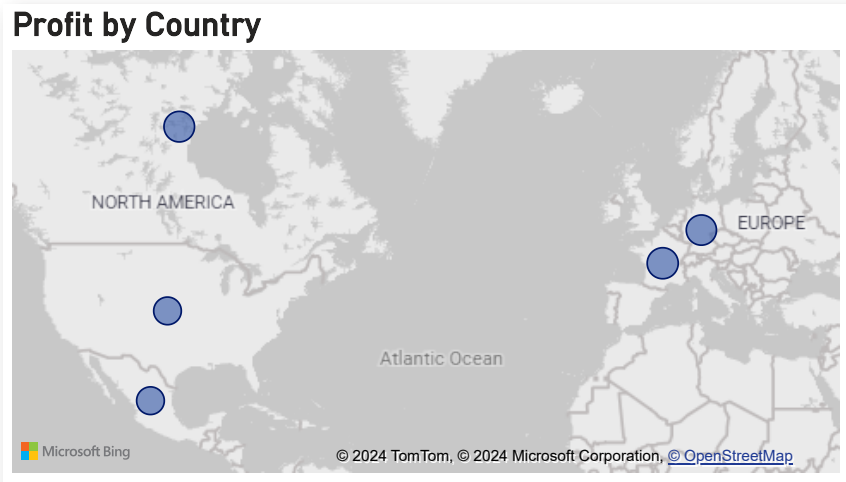 Profit by Country
NORTH AMERICA
EUROPE
Atlantic Ocean
Microsoft Bing
© 2024 TomTom, © 2024 Microsoft Corporation, © OpenStreetMap